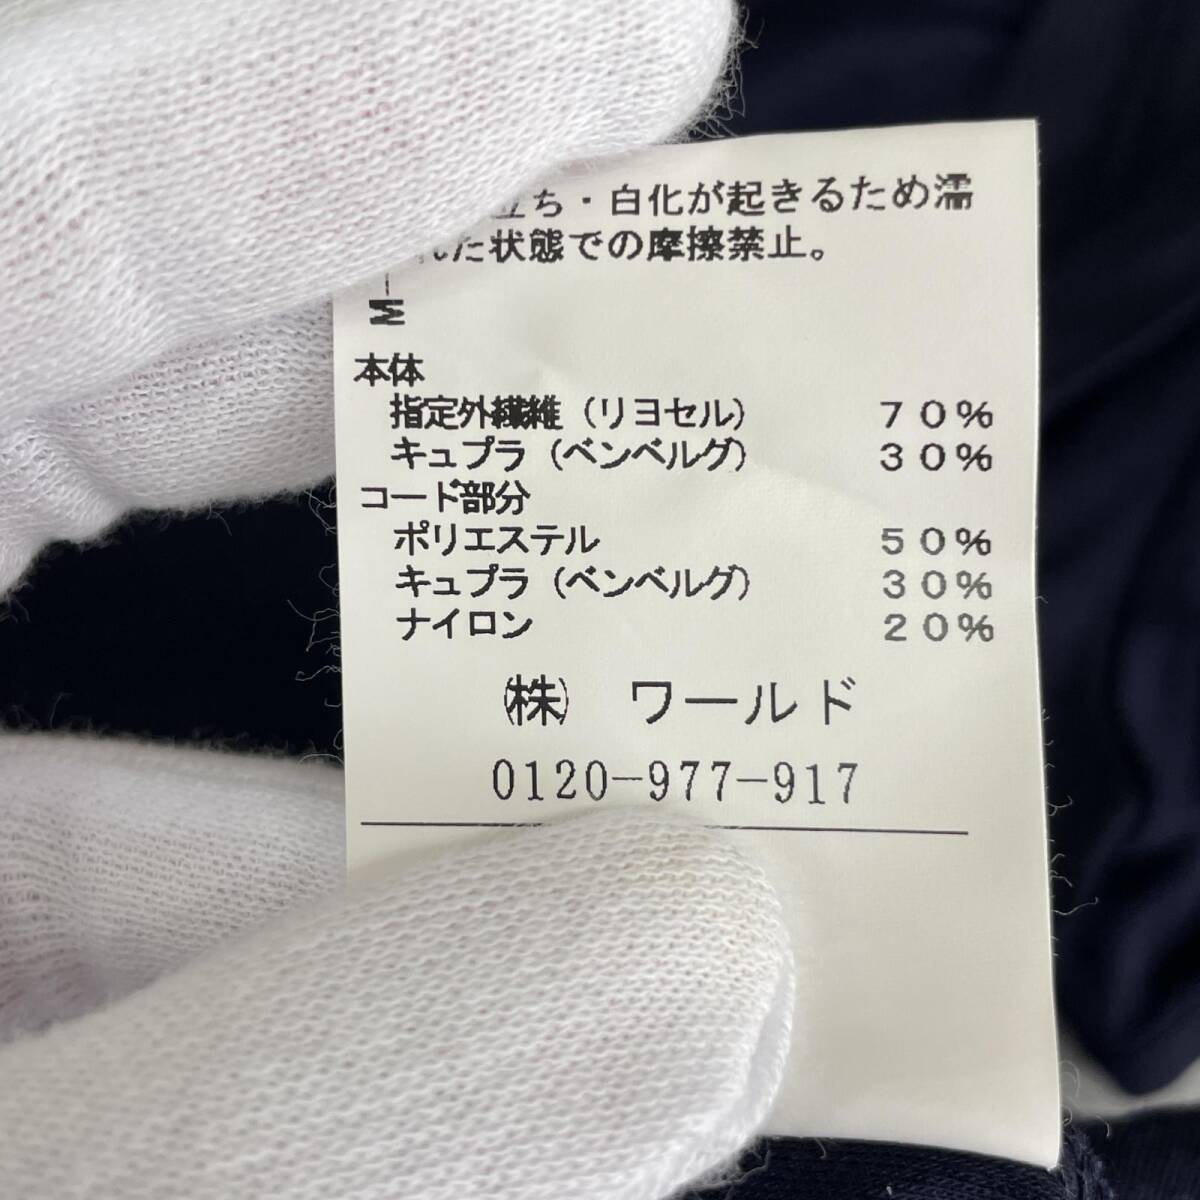 立ち・白化が起きるため濡
れた状態での摩擦禁止。
M-
本体
指定外繊維(リヨセル) 70%
キュプラ(ベンベルグ) 30%
コード部分
ポリエステル 50%
キュプラ(ベンベルグ) 30%
ナイロン 20%
(株) ワールド
0120-977-917